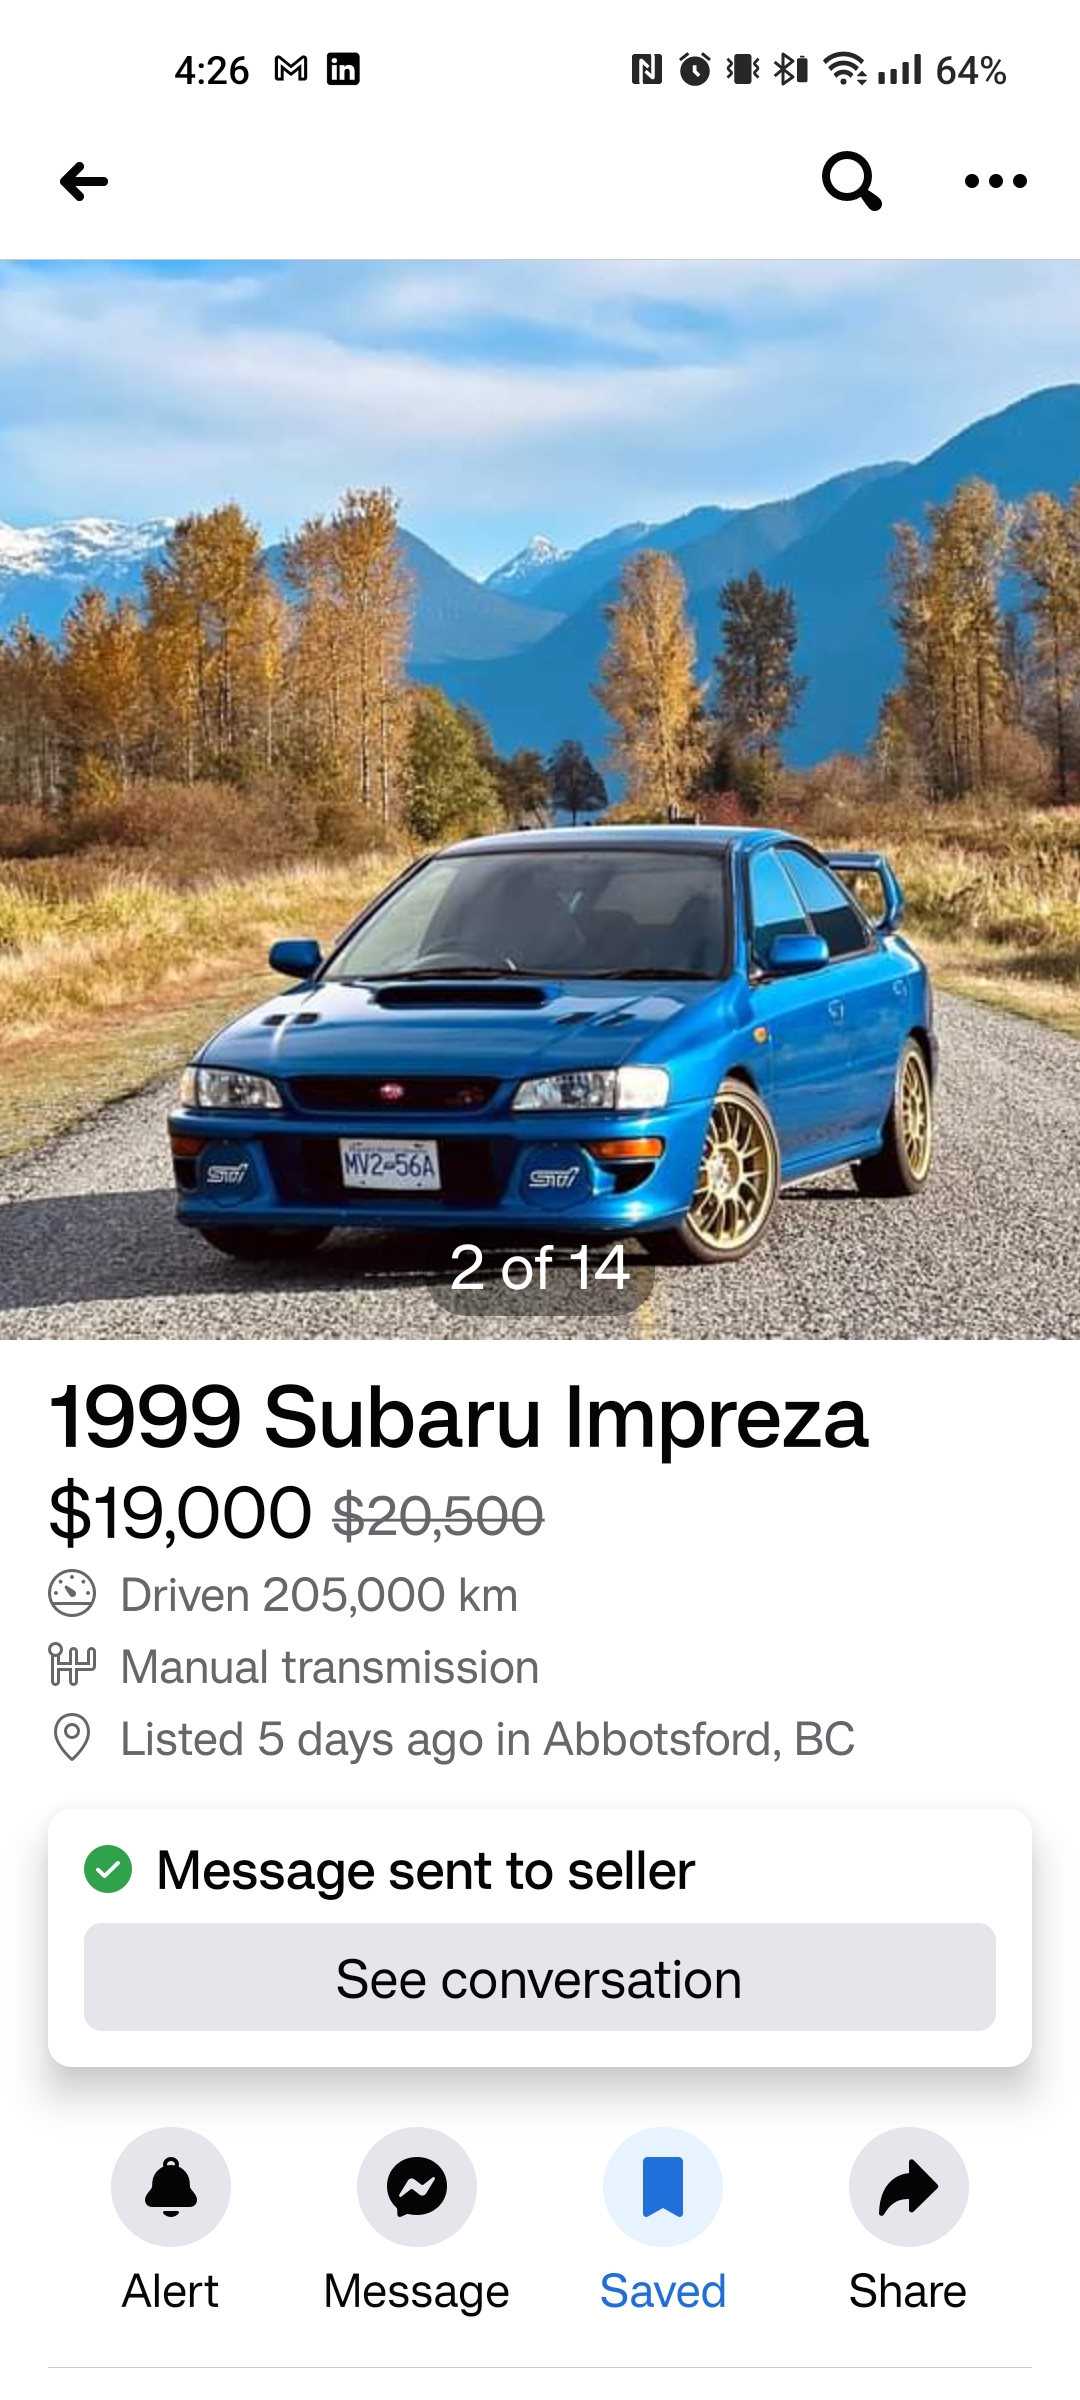 4:26
64%
MV2-56A
STI
STI
2 of 14
1999 Subaru Impreza
$19,000 $20,500
Driven 205,000 km
Manual transmission
Listed 5 days ago in Abbotsford, BC
Message sent to seller
See conversation
Alert Message Saved Share